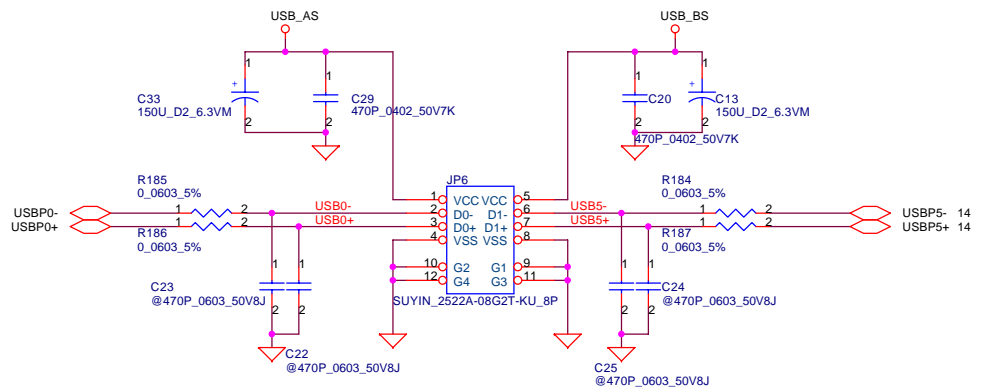 USB_AS
USB_BS
1
1
C33
150U_D2_6.3VM
+
2
C29
470P_0402_50V7K
2
1
1
C20
470P_0402_50V7K
2
+
C13
150U_D2_6.3VM
2
JP6
R185
0_0603_5%
R184
0_0603_5%
1 VCC VCC 5
USBP0- 1 2 USB0- 2 D0- D1- 6 USB5- 1 2 USBP5- 14
USBP0+ 1 2 USB0+ 3 D0+ D1+ 7 USB5+ 1 2 USBP5+ 14
4 VSS VSS 8
R186
0_0603_5%
R187
0_0603_5%
10 G2 G1 9
12 G4 G3 11
SUYIN_2522A-08G2T-KU_8P
1 1
C23
@470P_0603_50V8J
2 2
1 1
C24
@470P_0603_50V8J
2 2
C22
@470P_0603_50V8J
C25
@470P_0603_50V8J